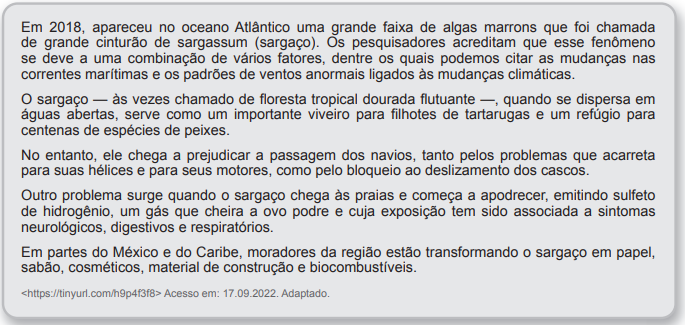 Em 2018, apareceu no oceano Atlântico uma grande faixa de algas marrons que foi chamada
de grande cinturão de sargassum (sargaço). Os pesquisadores acreditam que esse fenômeno
se deve a uma combinação de vários fatores, dentre os quais podemos citar as mudanças nas
correntes marítimas e os padrões de ventos anormais ligados às mudanças climáticas.
O sargaço — às vezes chamado de floresta tropical dourada flutuante —, quando se dispersa em
águas abertas, serve como um importante viveiro para filhotes de tartarugas e um refúgio para
centenas de espécies de peixes.
No entanto, ele chega a prejudicar a passagem dos navios, tanto pelos problemas que acarreta
para suas hélices e para seus motores, como pelo bloqueio ao deslizamento dos cascos.
Outro problema surge quando o sargaço chega às praias e começa a apodrecer, emitindo sulfeto
de hidrogênio, um gás que cheira a ovo podre e cuja exposição tem sido associada a sintomas
neurológicos, digestivos e respiratórios.
Em partes do México e do Caribe, moradores da região estão transformando o sargaço em papel,
sabão, cosméticos, material de construção e biocombustíveis.
<https://tinyurl.com/h9p4f3f8> Acesso em: 17.09.2022. Adaptado.